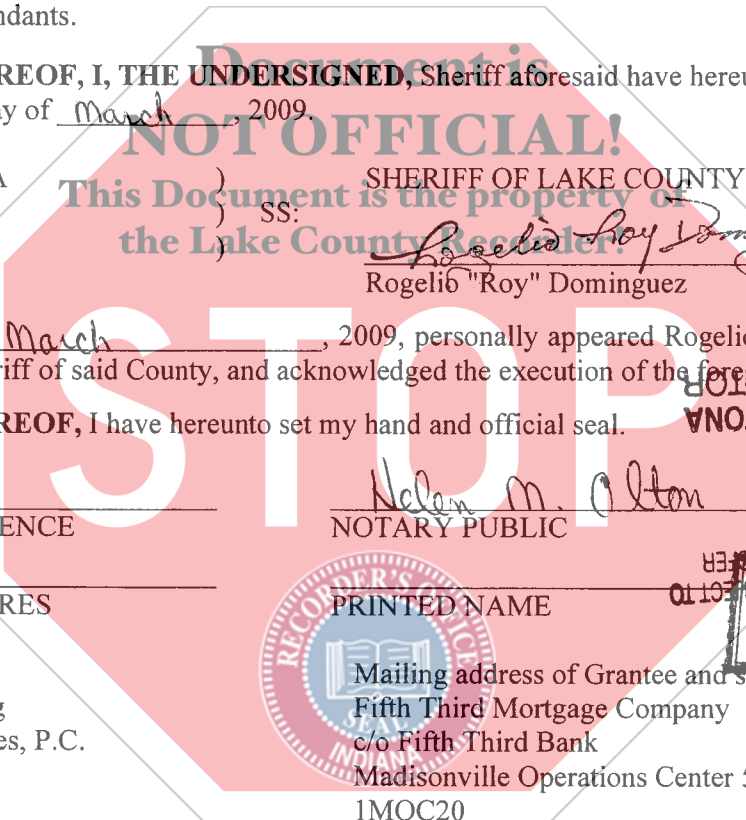 ndants.
REOF, I, THE UNDERSIGNED, Sheriff aforesaid have hereu
y of March, 2009.
Document is
NOT OFFICIAL!
This Document is the property of
the Lake County Recorder!
STOP
A ) SHERIFF OF LAKE COUNTY
) SS:
)
Rogelio "Roy" Dominguez
March, 2009, personally appeared Rogelio
riff of said County, and acknowledged the execution of the fore
REOF, I have hereunto set my hand and official seal.
Helen M. Alton
ENCE NOTARY PUBLIC
RES PRINTED NAME
RECORDER'S OFFICE
SEAL
INDIANA
Mailing address of Grantee and s
g Fifth Third Mortgage Company
es, P.C. c/o Fifth Third Bank
Madisonville Operations Center 5
1MOC20